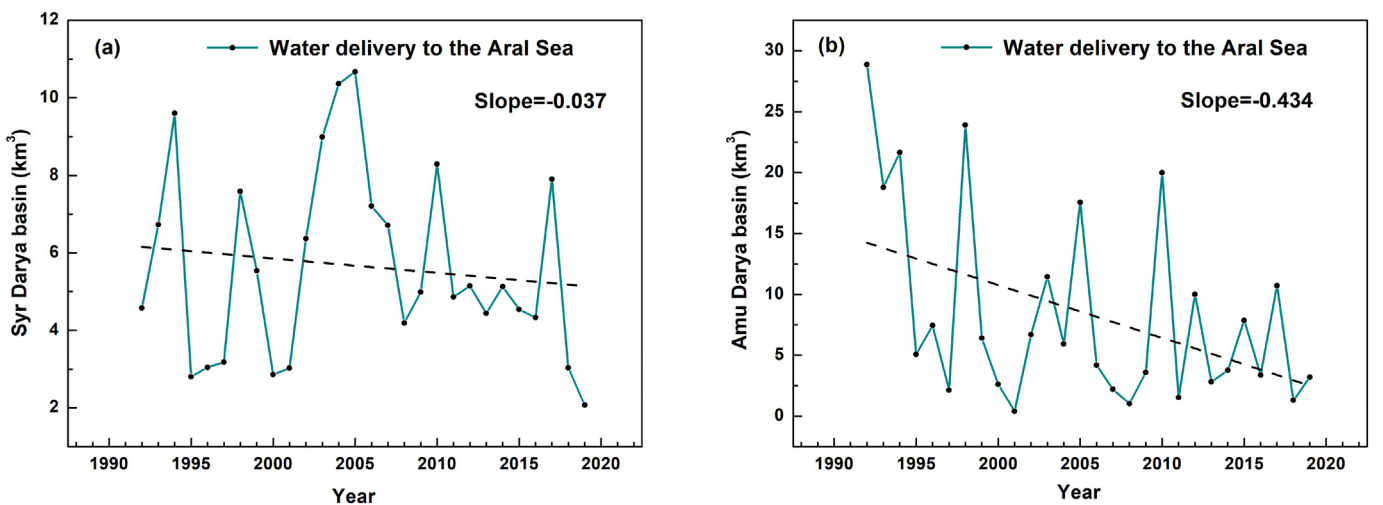 (a)
Water delivery to the Aral Sea
Slope=-0.037
Syr Darya basin (km³)
12
10
8
6
4
2
1990 1995 2000 2005 2010 2015 2020
Year
(b)
Water delivery to the Aral Sea
Slope=-0.434
Amu Darya basin (km³)
30
25
20
15
10
5
0
1990 1995 2000 2005 2010 2015 2020
Year